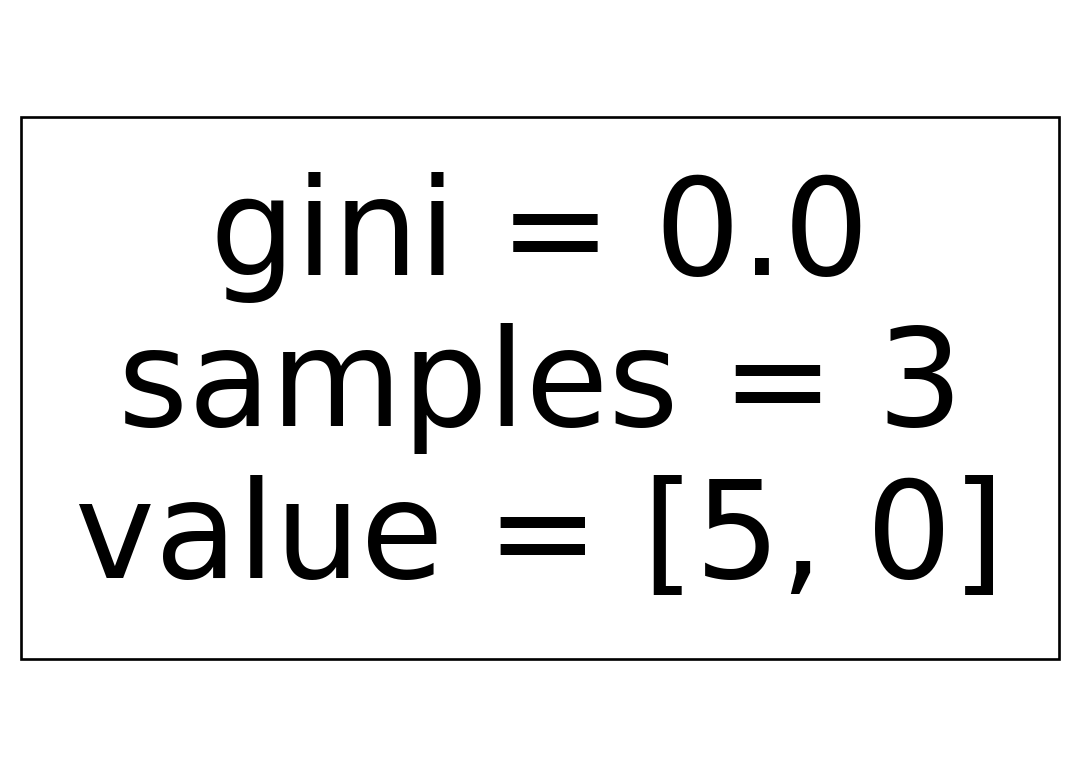 gini = 0.0
samples = 3
value = [5, 0]